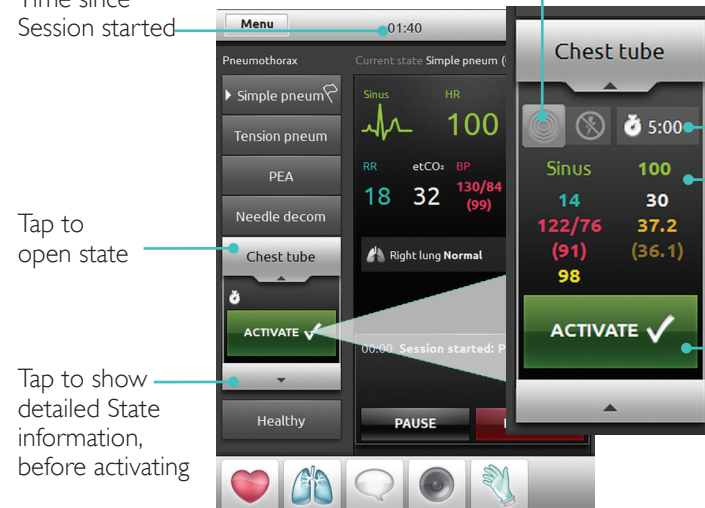 Time since
Session started
Menu
01:40
Pneumothorax
Current state Simple pneum (
Simple pneum
Tension pneum
PEA
Needle decom
Chest tube
ACTIVATE
Healthy
Sinus
HR
100
RR
etCO₂
BP
18
32
130/84
(99)
Right lung Normal
00:00 Session started: P
PAUSE
Tap to
open state
Tap to show
detailed State
information,
before activating
Chest tube
5:00
Sinus 100
14 30
122/76 37.2
(91) (36.1)
98
ACTIVATE